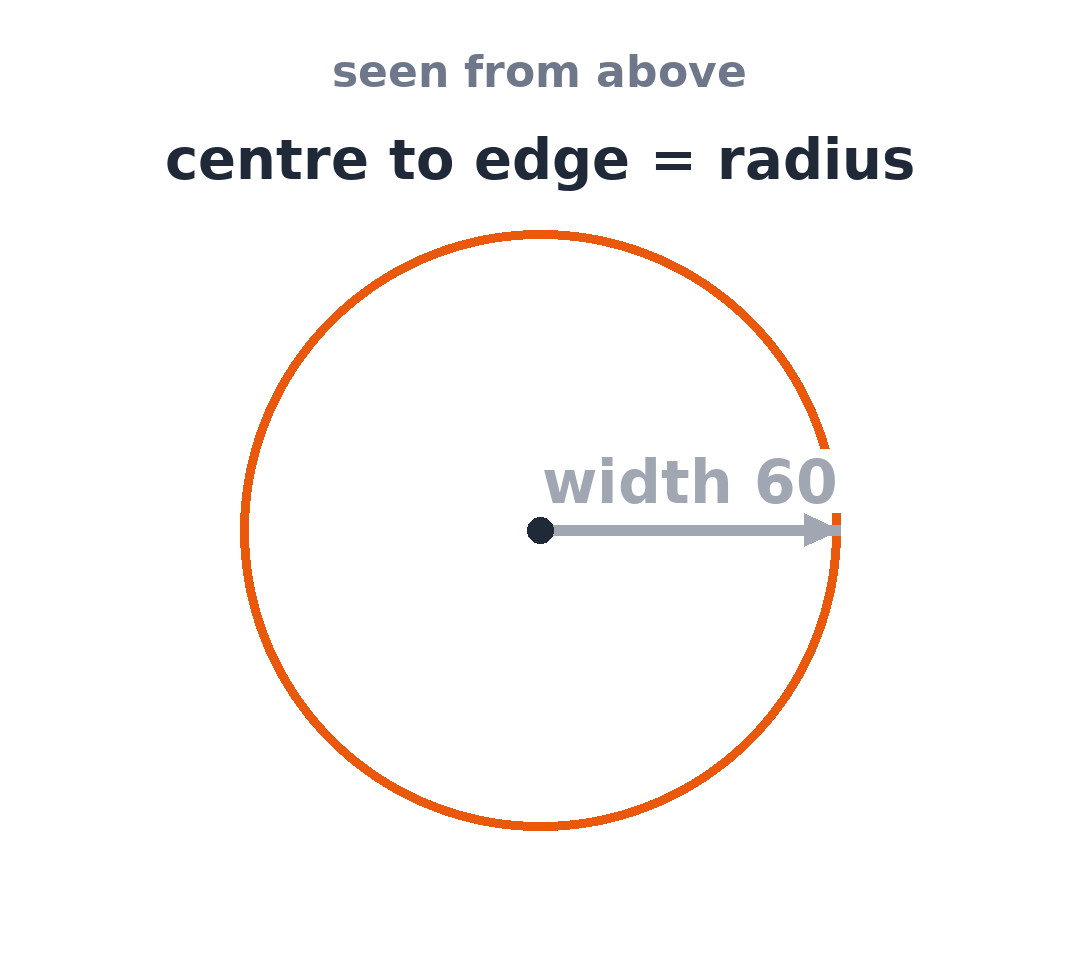 seen from above
centre to edge = radius
width 60